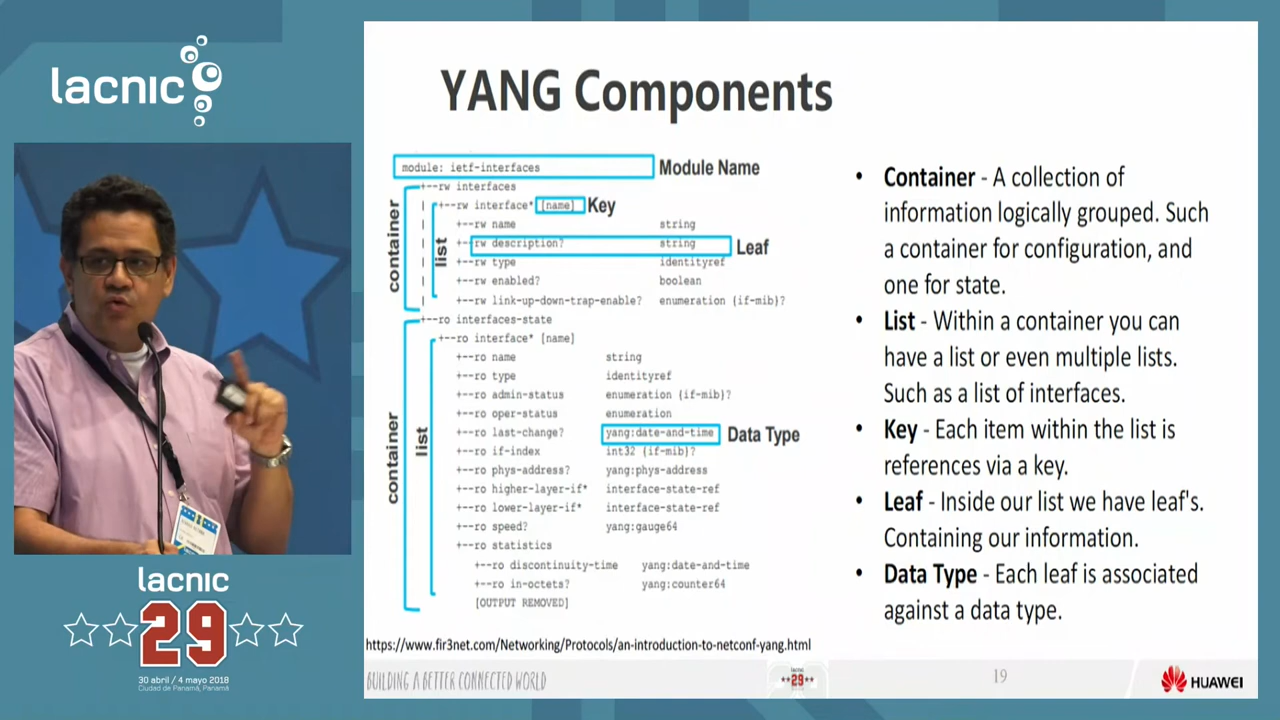 lacnic
YANG Components
module: ietf-interfaces
Module Name
+--rw interfaces
+--rw interface* [name]
Key
+--rw name string
+--rw description? string
Leaf
+--rw type identityref
+--rw enabled? boolean
+--rw link-up-down-trap-enable? enumeration {if-mib}?
container
list
+--ro interfaces-state
+--ro interface* [name]
+--ro name string
+--ro type identityref
+--ro admin-status enumeration {if-mib}?
+--ro oper-status enumeration
+--ro last-change? yang:date-and-time
Data Type
+--ro if-index int32 {if-mib}?
+--ro phys-address? yang:phys-address
+--ro higher-layer-if* interface-state-ref
+--ro lower-layer-if* interface-state-ref
+--ro speed? yang:gauge64
+--ro statistics
+--ro discontinuity-time yang:date-and-time
+--ro in-octets? yang:counter64
[OUTPUT REMOVED]
container
list
• Container - A collection of
information logically grouped. Such
a container for configuration, and
one for state.
• List - Within a container you can
have a list or even multiple lists.
Such as a list of interfaces.
• Key - Each item within the list is
references via a key.
• Leaf - Inside our list we have leaf's.
Containing our information.
• Data Type - Each leaf is associated
against a data type.
https://www.fir3net.com/Networking/Protocols/an-introduction-to-netconf-yang.html
BUILDING A BETTER CONNECTED WORLD
lacnic
29
19
HUAWEI
lacnic
29
30 abril / 4 mayo 2018
Ciudad de Panamá, Panamá